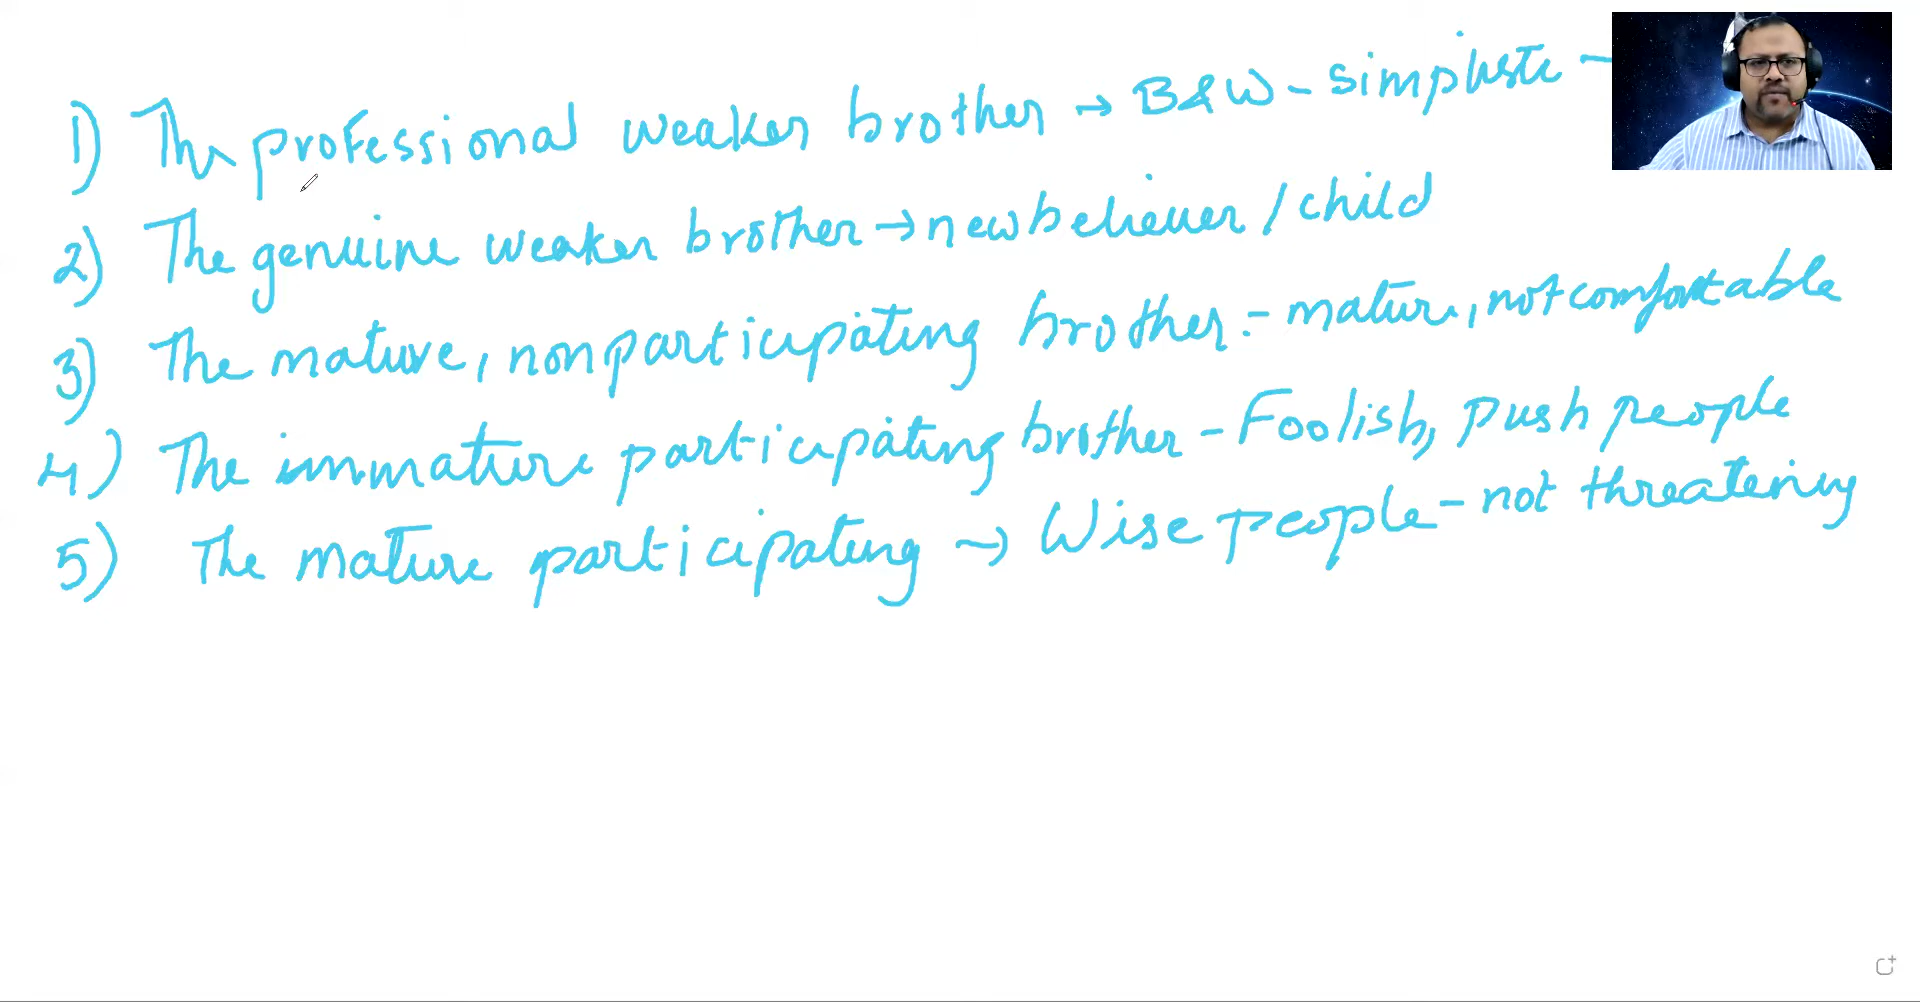 1) The professional weaker brother → B&W - simplistic -
2) The genuine weaker brother → new believer / child
3) The mature, nonparticipating brother :- mature, not comfortable
4) The immature participating brother - Foolish, push people
5) The mature participating → Wise people - not threatening